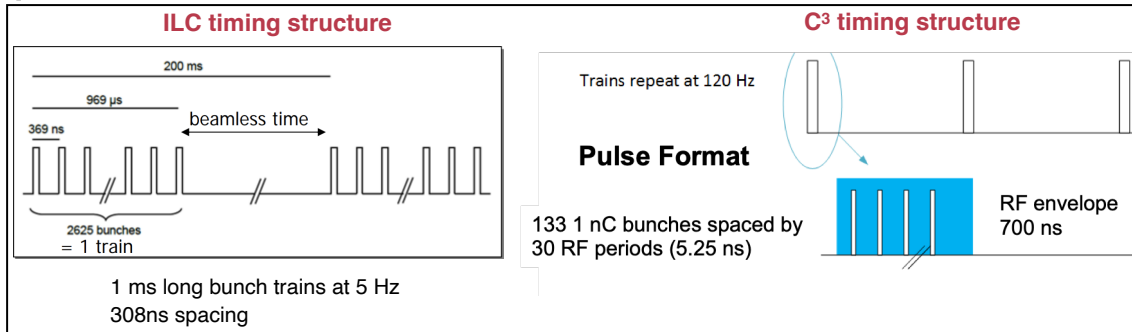 ILC timing structure
200 ms
969 µs
beamless time
369 ns
2625 bunches
= 1 train
1 ms long bunch trains at 5 Hz
308ns spacing
C³ timing structure
Trains repeat at 120 Hz
Pulse Format
133 1 nC bunches spaced by
30 RF periods (5.25 ns)
RF envelope
700 ns